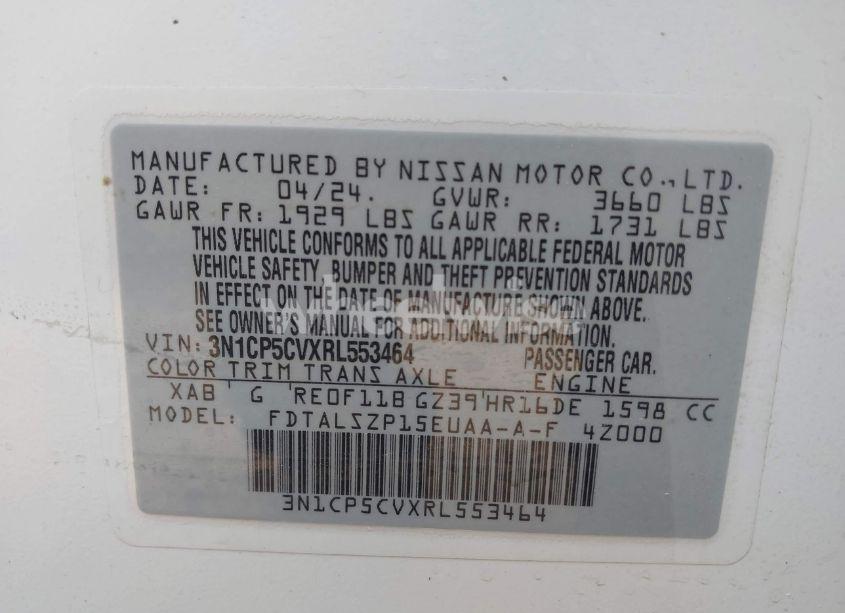 MANUFACTURED BY NISSAN MOTOR CO., LTD.
DATE: 04/24. GVWR: 3660 LBS
GAWR FR: 1929 LBS GAWR RR: 1731 LBS
THIS VEHICLE CONFORMS TO ALL APPLICABLE FEDERAL MOTOR
VEHICLE SAFETY, BUMPER AND THEFT PREVENTION STANDARDS
IN EFFECT ON THE DATE OF MANUFACTURE SHOWN ABOVE.
SEE OWNER'S MANUAL FOR ADDITIONAL INFORMATION.
VIN: 3N1CP5CVXRL553464 PASSENGER CAR.
COLOR TRIM TRANS AXLE ENGINE
XAB ' G 'RE0F11B GZ39'HR16DE 1598 CC
MODEL: FDTALSZP15EUAA-A-F 4Z000
3N1CP5CVXRL553464